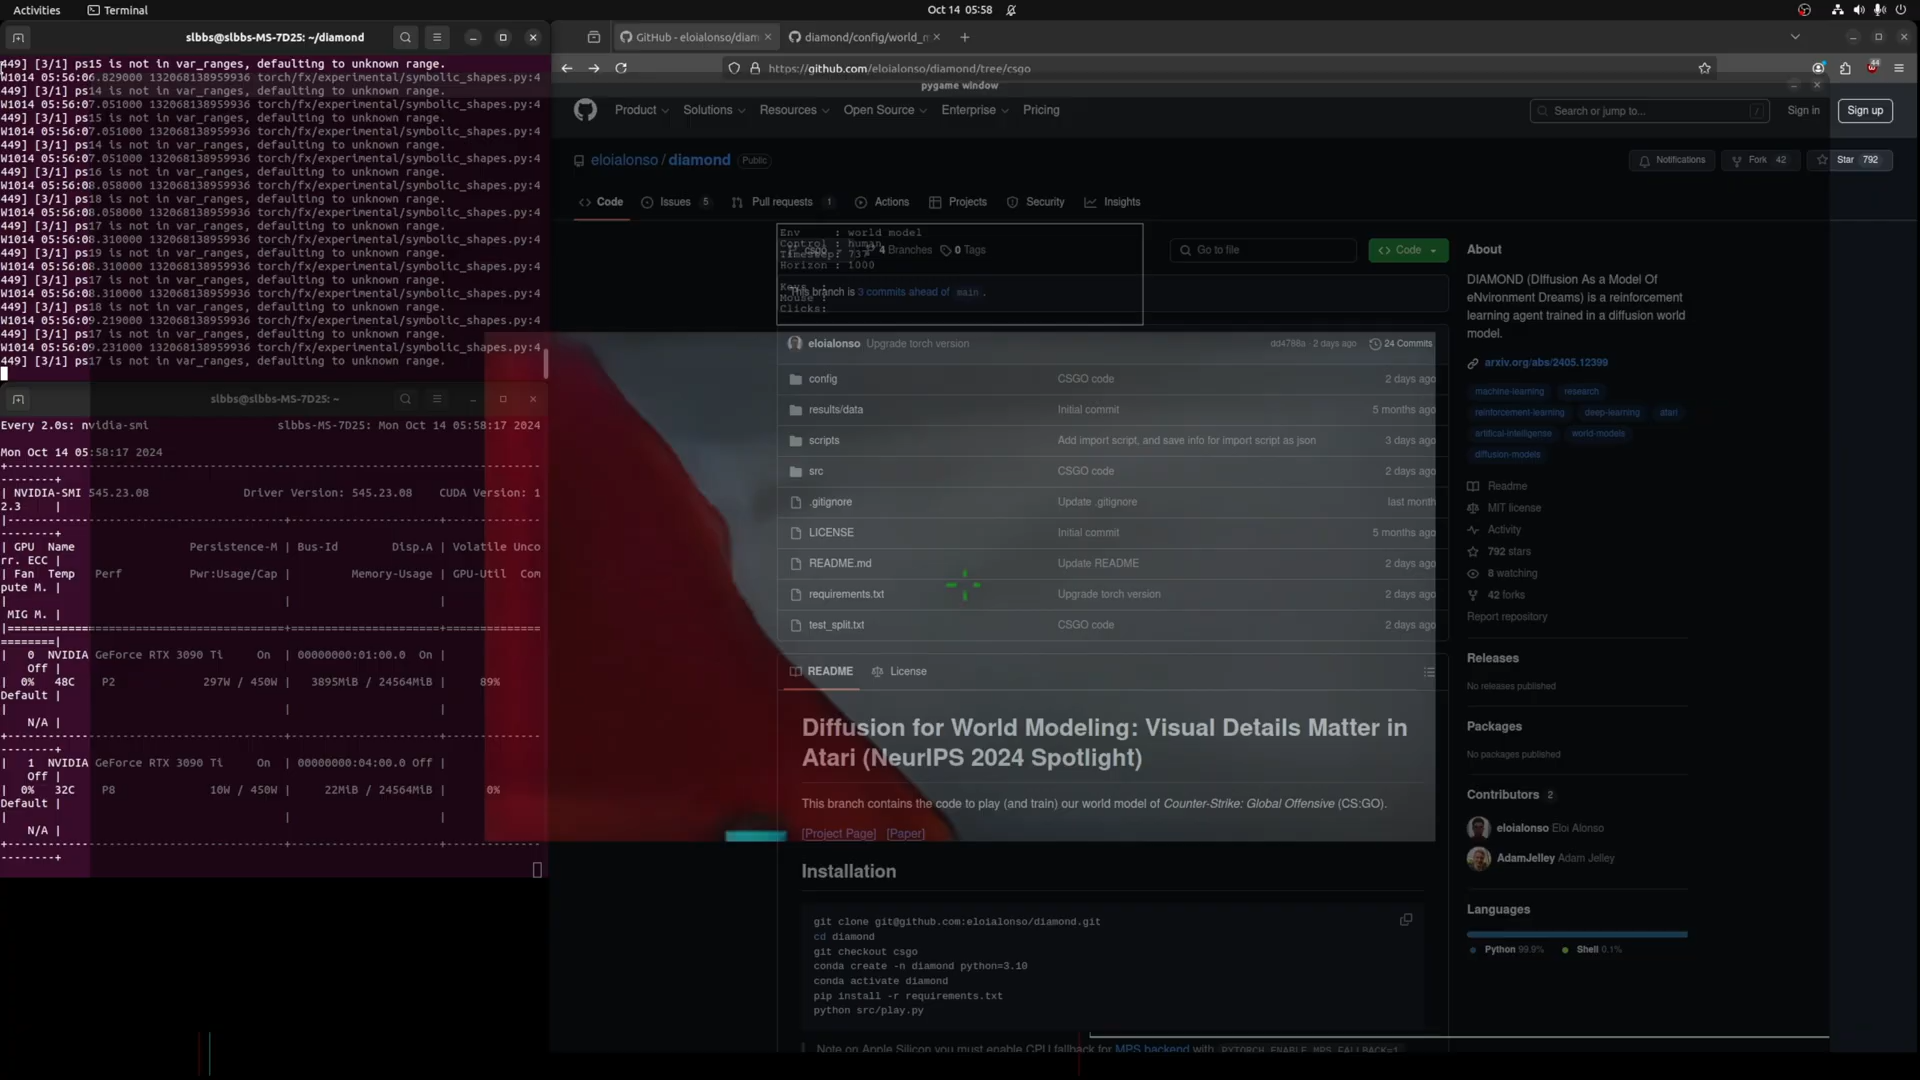 Activities
Terminal
Oct 14 05:58
slbbs@slbbs-MS-7D25: ~/diamond
449] [3/1] ps15 is not in var_ranges, defaulting to unknown range.
W1014 05:56:06.829000 132068138959936 torch/fx/experimental/symbolic_shapes.py:4
449] [3/1] ps14 is not in var_ranges, defaulting to unknown range.
W1014 05:56:07.051000 132068138959936 torch/fx/experimental/symbolic_shapes.py:4
449] [3/1] ps15 is not in var_ranges, defaulting to unknown range.
W1014 05:56:07.051000 132068138959936 torch/fx/experimental/symbolic_shapes.py:4
449] [3/1] ps14 is not in var_ranges, defaulting to unknown range.
W1014 05:56:07.051000 132068138959936 torch/fx/experimental/symbolic_shapes.py:4
449] [3/1] ps16 is not in var_ranges, defaulting to unknown range.
W1014 05:56:08.058000 132068138959936 torch/fx/experimental/symbolic_shapes.py:4
449] [3/1] ps18 is not in var_ranges, defaulting to unknown range.
W1014 05:56:08.058000 132068138959936 torch/fx/experimental/symbolic_shapes.py:4
449] [3/1] ps17 is not in var_ranges, defaulting to unknown range.
W1014 05:56:08.310000 132068138959936 torch/fx/experimental/symbolic_shapes.py:4
449] [3/1] ps19 is not in var_ranges, defaulting to unknown range.
W1014 05:56:08.310000 132068138959936 torch/fx/experimental/symbolic_shapes.py:4
449] [3/1] ps17 is not in var_ranges, defaulting to unknown range.
W1014 05:56:08.310000 132068138959936 torch/fx/experimental/symbolic_shapes.py:4
449] [3/1] ps18 is not in var_ranges, defaulting to unknown range.
W1014 05:56:09.219000 132068138959936 torch/fx/experimental/symbolic_shapes.py:4
449] [3/1] ps17 is not in var_ranges, defaulting to unknown range.
W1014 05:56:09.231000 132068138959936 torch/fx/experimental/symbolic_shapes.py:4
449] [3/1] ps17 is not in var_ranges, defaulting to unknown range.
slbbs@slbbs-MS-7D25: ~
Every 2.0s: nvidia-smi slbbs-MS-7D25: Mon Oct 14 05:58:17 2024
Mon Oct 14 05:58:17 2024
| NVIDIA-SMI 545.23.08 Driver Version: 545.23.08 CUDA Version: 1
2.3 |
| GPU Name Persistence-M | Bus-Id Disp.A | Volatile Unco
rr. ECC |
| Fan Temp Perf Pwr:Usage/Cap | Memory-Usage | GPU-Util Com
pute M. |
MIG M. |
| 0 NVIDIA GeForce RTX 3090 Ti On | 00000000:01:00.0 On |
Off |
| 0% 48C P2 297W / 450W | 3895MiB / 24564MiB | 89%
Default |
N/A |
| 1 NVIDIA GeForce RTX 3090 Ti On | 00000000:04:00.0 Off |
Off |
| 0% 32C P8 10W / 450W | 22MiB / 24564MiB | 0%
Default |
N/A |
GitHub - eloialonso/diam
diamond/config/world_m
https://github.com/eloialonso/diamond/tree/csgo
44
pygame window
Product
Solutions
Resources
Open Source
Enterprise
Pricing
Search or jump to...
/
Sign in
Sign up
eloialonso / diamond Public
Notifications
Fork 42
Star 792
Code
Issues 5
Pull requests 1
Actions
Projects
Security
Insights
Env : world model
Control : human
Timestep: 737
Horizon : 1000
Keys :
Mouse :
Clicks:
csgo
4 Branches
0 Tags
Go to file
Code
This branch is 3 commits ahead of main .
eloialonso Upgrade torch version dd4788a · 2 days ago 24 Commits
config CSGO code 2 days ago
results/data Initial commit 5 months ago
scripts Add import script, and save info for import script as json 3 days ago
src CSGO code 2 days ago
.gitignore Update .gitignore last month
LICENSE Initial commit 5 months ago
README.md Update README 2 days ago
requirements.txt Upgrade torch version 2 days ago
test_split.txt CSGO code 2 days ago
README
License
Diffusion for World Modeling: Visual Details Matter in
Atari (NeurIPS 2024 Spotlight)
This branch contains the code to play (and train) our world model of Counter-Strike: Global Offensive (CS:GO).
[Project Page] [Paper]
Installation
git clone git@github.com:eloialonso/diamond.git
cd diamond
git checkout csgo
conda create -n diamond python=3.10
conda activate diamond
pip install -r requirements.txt
python src/play.py
Note on Apple Silicon you must enable CPU fallback for MPS backend with PYTORCH_ENABLE_MPS_FALLBACK=1
About
DIAMOND (DIffusion As a Model Of
eNvironment Dreams) is a reinforcement
learning agent trained in a diffusion world
model.
arxiv.org/abs/2405.12399
machine-learning research
reinforcement-learning deep-learning atari
artifical-intelligense world-models
diffusion-models
Readme
MIT license
Activity
792 stars
8 watching
42 forks
Report repository
Releases
No releases published
Packages
No packages published
Contributors 2
eloialonso Eloi Alonso
AdamJelley Adam Jelley
Languages
Python 99.9%
Shell 0.1%